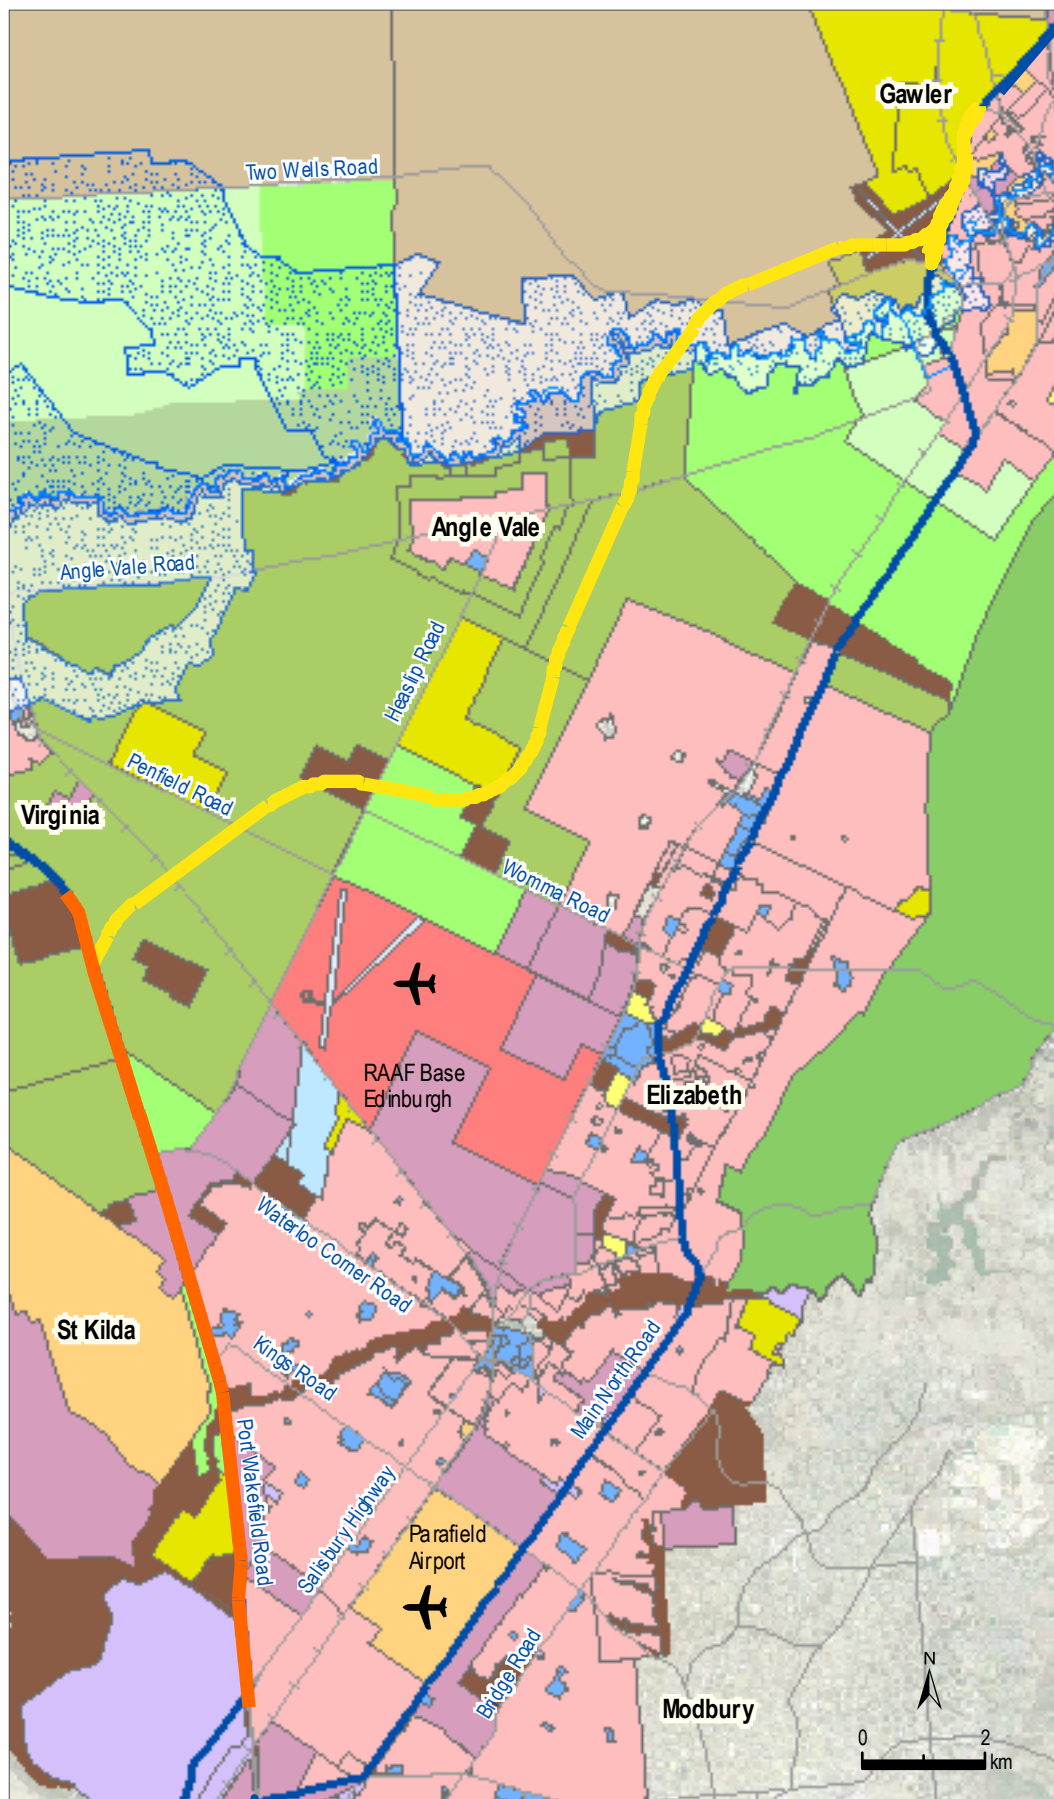 Gawler
Two Wells Road
Angle Vale
Angle Vale Road
Heaslip Road
Penfield Road
Virginia
Womma Road
RAAF Base
Edinburgh
Elizabeth
Waterloo Corner Road
St Kilda
Kings Road
Main North Road
Port Wakefield Road
Salisbury Highway
Parafield
Airport
Bridge Road
Modbury
N
0 2
km